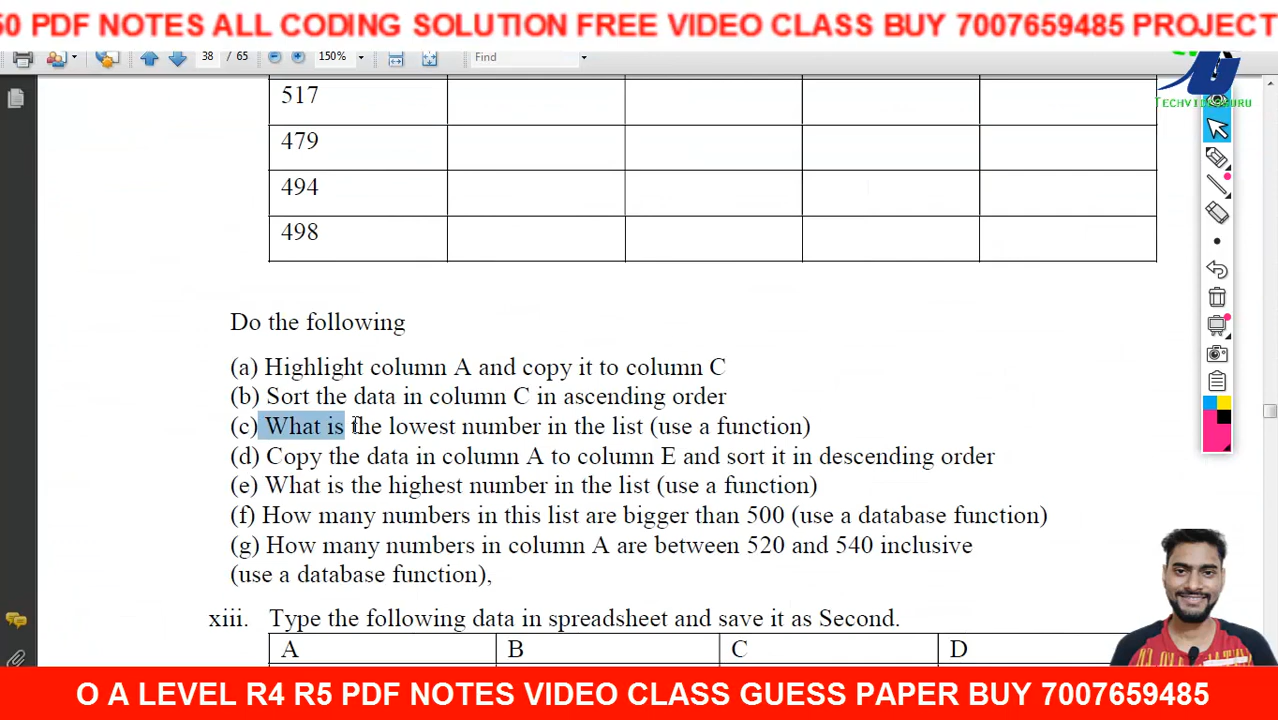 50 PDF NOTES ALL CODING SOLUTION FREE VIDEO CLASS BUY 7007659485 PROJECT
38 / 65 150% Find
TECHVIDEGURU
517
479
494
498
Do the following
(a) Highlight column A and copy it to column C
(b) Sort the data in column C in ascending order
(c) What is the lowest number in the list (use a function)
(d) Copy the data in column A to column E and sort it in descending order
(e) What is the highest number in the list (use a function)
(f) How many numbers in this list are bigger than 500 (use a database function)
(g) How many numbers in column A are between 520 and 540 inclusive
(use a database function),
xiii. Type the following data in spreadsheet and save it as Second.
A B C D
O A LEVEL R4 R5 PDF NOTES VIDEO CLASS GUESS PAPER BUY 7007659485